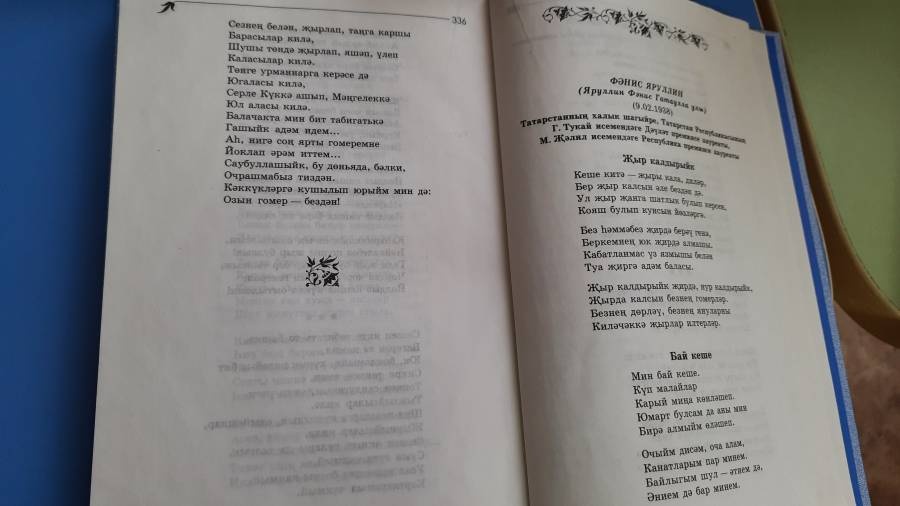 336
Сезнең белән, җырлап, таңга каршы
Барасылар килә,
Шушы төндә җырлап, яшәп, үлеп
Каласылар килә.
Төнге урманнарга керәсе дә
Югаласы килә,
Серле Күккә ашып, Мәңгелеккә
Юл аласы килә.
Балачакта мин бит табигатькә
Гашыйк адәм идем...
Аһ, нигә соң ярты гомеремне
Йоклап әрәм иттем...
Саубуллашыйк, бу дөньяда, бәлки,
Очрашмабыз тиздән.
Кәккүкләргә кушылып юрыйм мин дә:
Озын гомер — бездән!
ФӘНИС ЯРУЛЛИН
(Яруллин Фәнис Гатаулла улы)
(9.02.1938)
Татарстанның халык шагыйре, Татарстан Республикасының
Г. Тукай исемендәге Дәүләт премиясе лауреаты,
М. Җәлил исемендәге Республика премиясе лауреаты
Җыр калдырыйк
Кеше китә — җыры кала, диләр,
Бер җыр калсын әле бездән дә.
Ул җыр җанга шатлык булып керсен,
Кояш булып кунсын йөзләргә.
Без һәммәбез җирдә берәү генә,
Беркемнең юк җирдә алмашы.
Кабатланмас үз язмышы белән
Туа җиргә адәм баласы.
Җыр калдырыйк җирдә, нур калдырыйк,
Җырда калсын безнең гомерләр.
Безнең дөрләү, безнең януларны
Киләчәккә җырлар илтерләр.
Бай кеше
Мин бай кеше.
Күп малайлар
Карый миңа көнләшеп.
Юмарт булсам да аны мин
Бирә алмыйм өләшеп.
Очыйм дисәм, оча алам,
Канатларым пар минем.
Байлыгым шул — әтием дә,
Әнием дә бар минем.